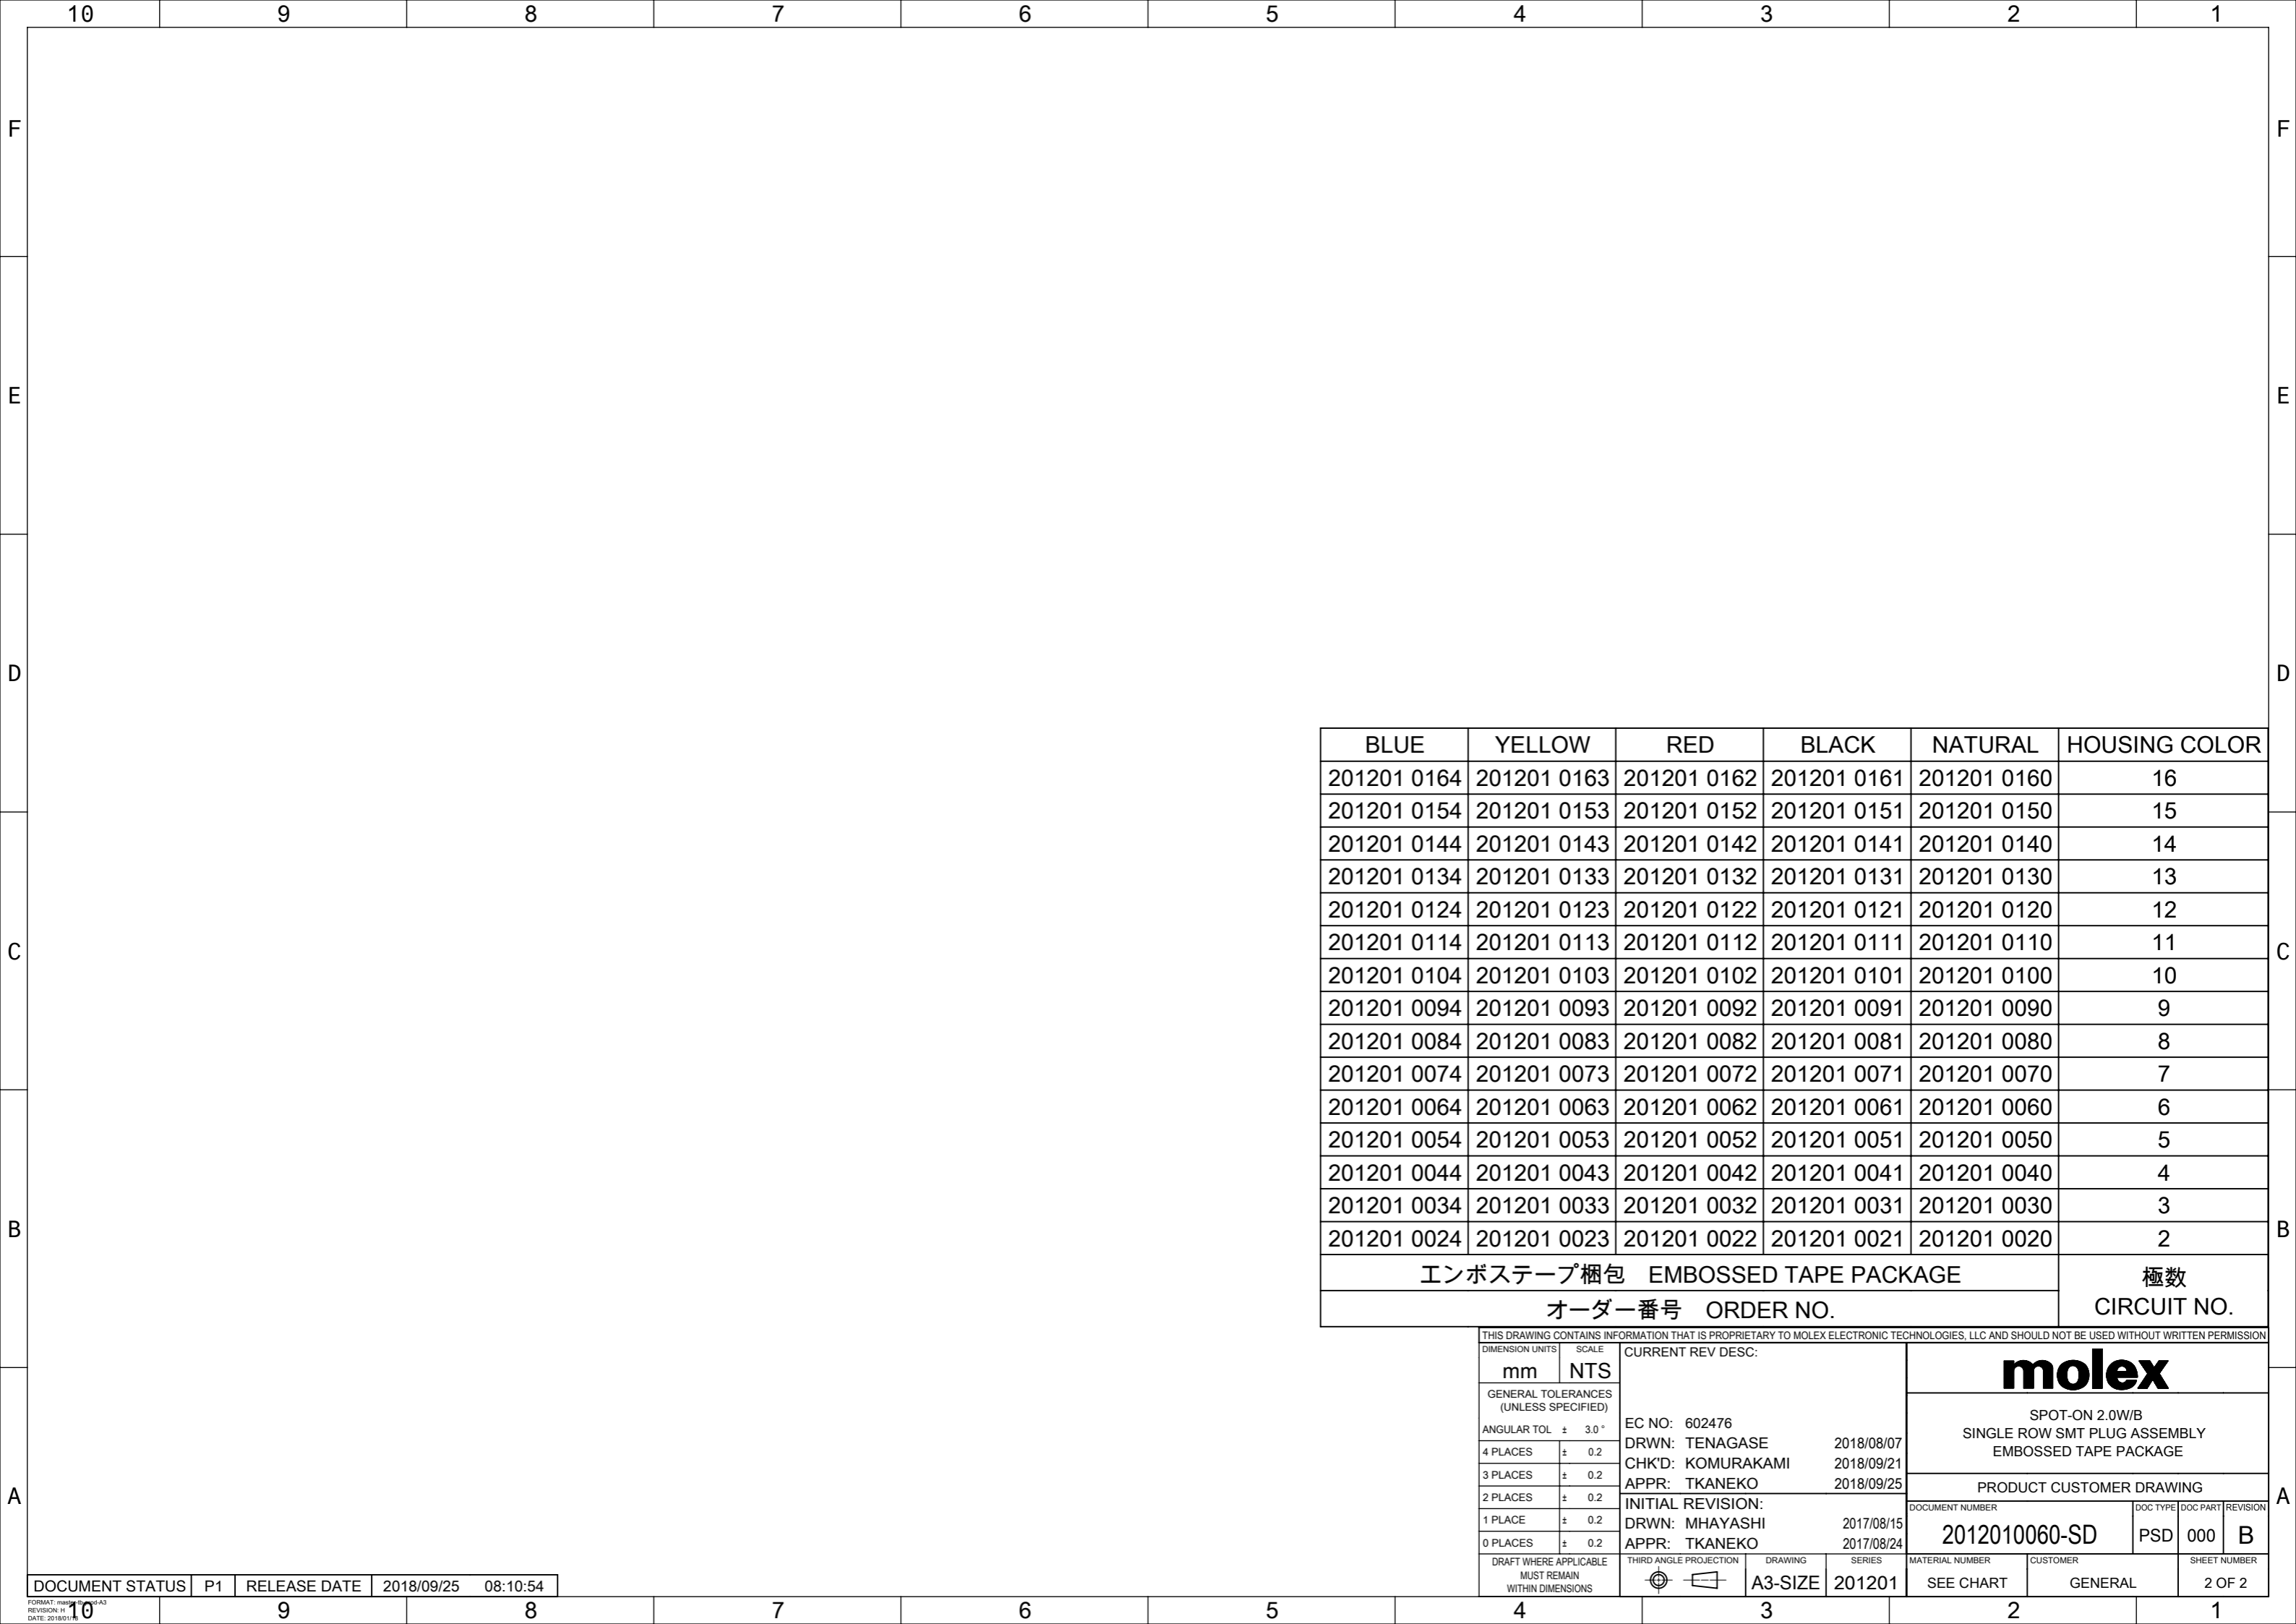 10 9 8 7 6 5 4 3 2 1
F F
E E
D D
BLUE YELLOW RED BLACK NATURAL HOUSING COLOR
201201 0164 201201 0163 201201 0162 201201 0161 201201 0160 16
201201 0154 201201 0153 201201 0152 201201 0151 201201 0150 15
201201 0144 201201 0143 201201 0142 201201 0141 201201 0140 14
201201 0134 201201 0133 201201 0132 201201 0131 201201 0130 13
201201 0124 201201 0123 201201 0122 201201 0121 201201 0120 12
201201 0114 201201 0113 201201 0112 201201 0111 201201 0110 11
C C
201201 0104 201201 0103 201201 0102 201201 0101 201201 0100 10
201201 0094 201201 0093 201201 0092 201201 0091 201201 0090 9
201201 0084 201201 0083 201201 0082 201201 0081 201201 0080 8
201201 0074 201201 0073 201201 0072 201201 0071 201201 0070 7
201201 0064 201201 0063 201201 0062 201201 0061 201201 0060 6
201201 0054 201201 0053 201201 0052 201201 0051 201201 0050 5
201201 0044 201201 0043 201201 0042 201201 0041 201201 0040 4
201201 0034 201201 0033 201201 0032 201201 0031 201201 0030 3
B B
201201 0024 201201 0023 201201 0022 201201 0021 201201 0020 2
エンボステープ梱包 EMBOSSED TAPE PACKAGE
オーダー番号 ORDER NO.
極数
CIRCUIT NO.
THIS DRAWING CONTAINS INFORMATION THAT IS PROPRIETARY TO MOLEX ELECTRONIC TECHNOLOGIES, LLC AND SHOULD NOT BE USED WITHOUT WRITTEN PERMISSION
DIMENSION UNITS SCALE
mm NTS
GENERAL TOLERANCES
(UNLESS SPECIFIED)
ANGULAR TOL ± 3.0 °
4 PLACES ± 0.2
3 PLACES ± 0.2
2 PLACES ± 0.2
1 PLACE ± 0.2
0 PLACES ± 0.2
DRAFT WHERE APPLICABLE
MUST REMAIN
WITHIN DIMENSIONS
CURRENT REV DESC:
EC NO: 602476
DRWN: TENAGASE 2018/08/07
CHK'D: KOMURAKAMI 2018/09/21
APPR: TKANEKO 2018/09/25
INITIAL REVISION:
DRWN: MHAYASHI 2017/08/15
APPR: TKANEKO 2017/08/24
THIRD ANGLE PROJECTION DRAWING SERIES
A3-SIZE 201201
molex
SPOT-ON 2.0W/B
SINGLE ROW SMT PLUG ASSEMBLY
EMBOSSED TAPE PACKAGE
PRODUCT CUSTOMER DRAWING
DOCUMENT NUMBER DOC TYPE DOC PART REVISION
2012010060-SD PSD 000 B
MATERIAL NUMBER CUSTOMER SHEET NUMBER
SEE CHART GENERAL 2 OF 2
A A
DOCUMENT STATUS P1 RELEASE DATE 2018/09/25 08:10:54
REVISION: H
10 9 8 7 6 5 4 3 2 1